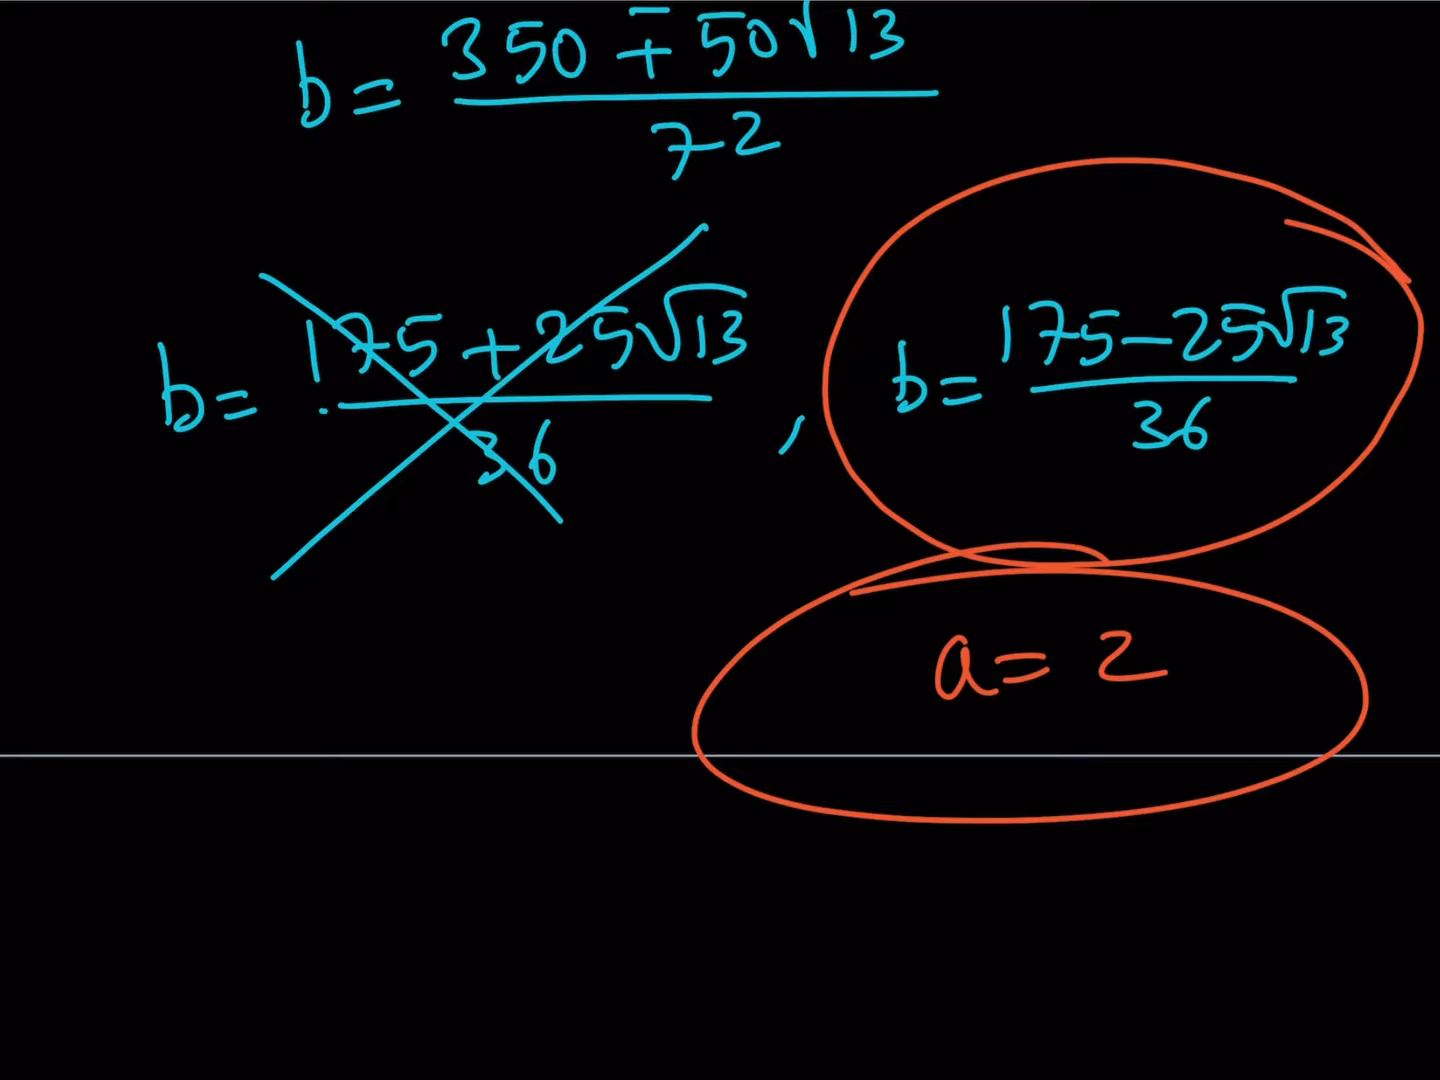 b = (350 ∓ 50√13) / 72
b = (175 + 25√13) / 36 , b = (175 − 25√13) / 36
a = 2